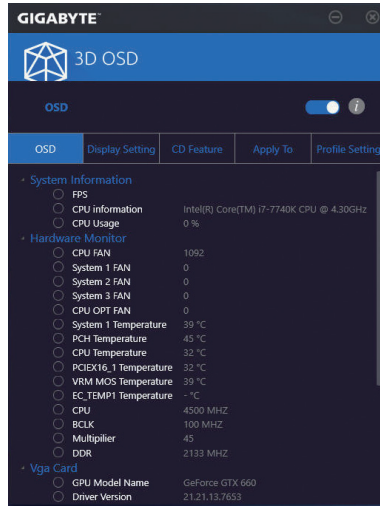 GIGABYTE™
3D OSD
OSD
OSD Display Setting CD Feature Apply To Profile Setting
System Information
FPS
CPU information Intel(R) Core(TM) i7-7740K CPU @ 4.30GHz
CPU Usage 0 %
Hardware Monitor
CPU FAN 1092
System 1 FAN 0
System 2 FAN 0
System 3 FAN 0
CPU OPT FAN 0
System 1 Temperature 39 °C
PCH Temperature 45 °C
CPU Temperature 32 °C
PCIEX16_1 Temperature 32 °C
VRM MOS Temperature 39 °C
EC_TEMP1 Temperature - °C
CPU 4500 MHZ
BCLK 100 MHZ
Multipilier 45
DDR 2133 MHZ
Vga Card
GPU Model Name GeForce GTX 660
Driver Version 21.21.13.7653